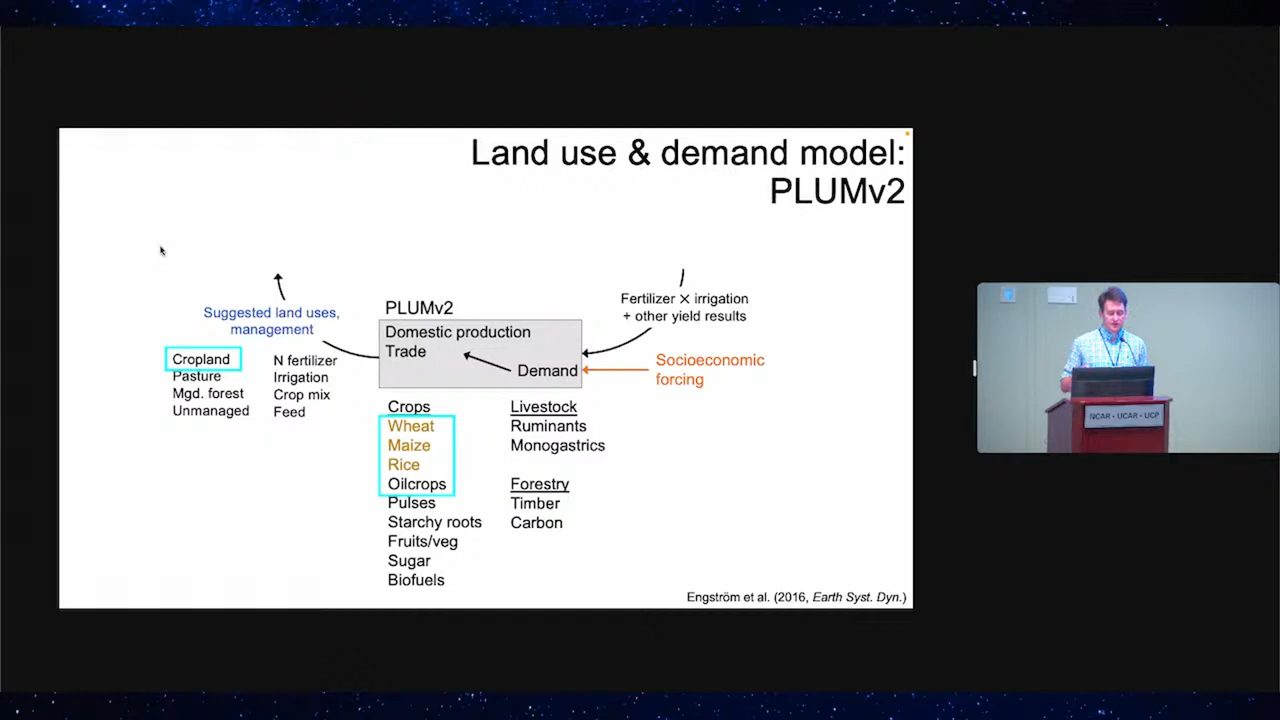 Land use & demand model:
PLUMv2
Suggested land uses,
management
Cropland
Pasture
Mgd. forest
Unmanaged
N fertilizer
Irrigation
Crop mix
Feed
PLUMv2
Domestic production
Trade
Demand
Fertilizer × irrigation
+ other yield results
Socioeconomic
forcing
Crops
Wheat
Maize
Rice
Oilcrops
Pulses
Starchy roots
Fruits/veg
Sugar
Biofuels
Livestock
Ruminants
Monogastrics
Forestry
Timber
Carbon
Engström et al. (2016, Earth Syst. Dyn.)
NCAR • UCAR • UCP